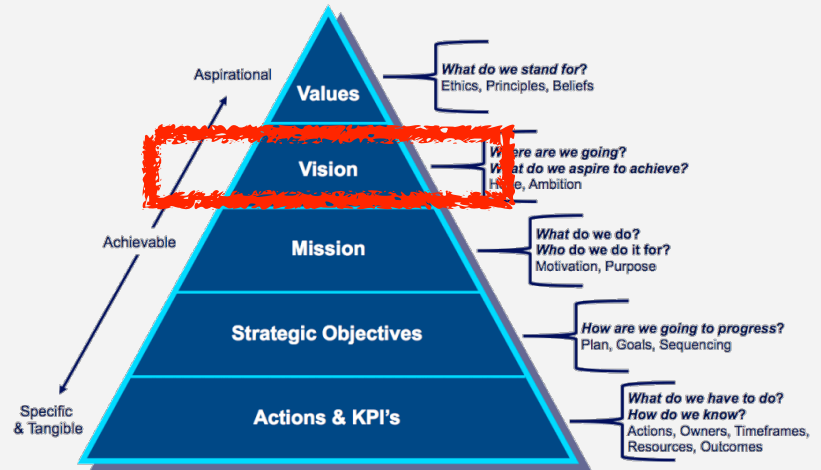 Aspirational
Values
What do we stand for?
Ethics, Principles, Beliefs
Vision
Where are we going?
What do we aspire to achieve?
Hope, Ambition
Achievable
Mission
What do we do?
Who do we do it for?
Motivation, Purpose
Strategic Objectives
How are we going to progress?
Plan, Goals, Sequencing
Specific
& Tangible
Actions & KPI's
What do we have to do?
How do we know?
Actions, Owners, Timeframes,
Resources, Outcomes